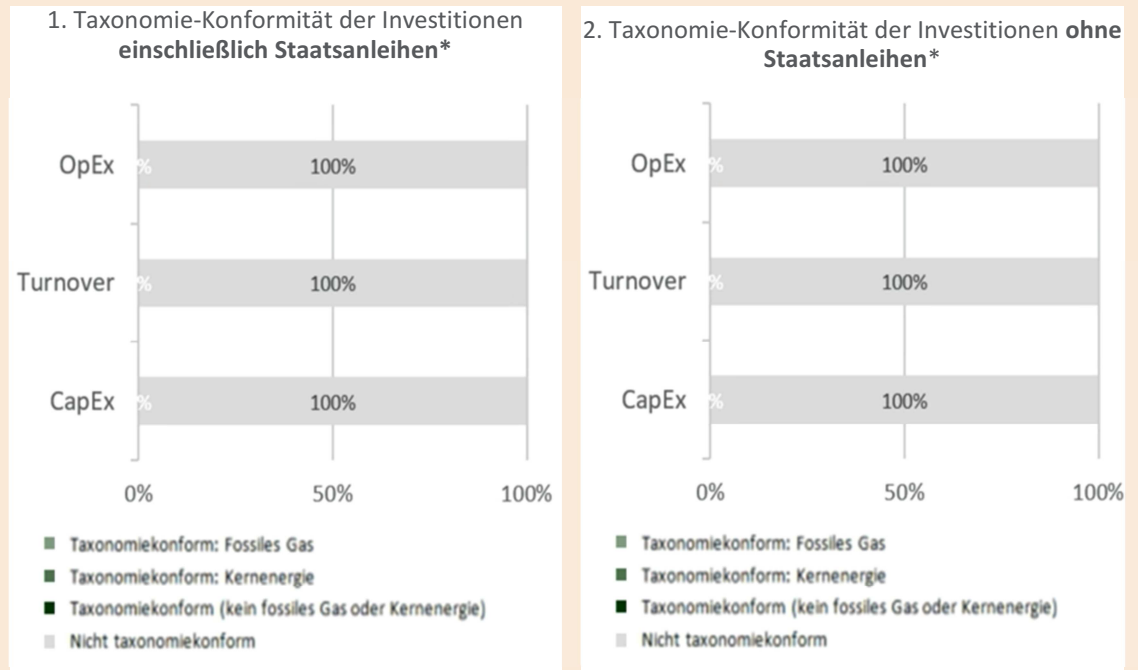 1. Taxonomie-Konformität der Investitionen
einschließlich Staatsanleihen*
OpEx
%
100%
Turnover
%
100%
CapEx
%
100%
0%
50%
100%
Taxonomiekonform: Fossiles Gas
Taxonomiekonform: Kernenergie
Taxonomiekonform (kein fossiles Gas oder Kernenergie)
Nicht taxonomiekonform
2. Taxonomie-Konformität der Investitionen ohne
Staatsanleihen*
OpEx
%
100%
Turnover
%
100%
CapEx
%
100%
0%
50%
100%
Taxonomiekonform: Fossiles Gas
Taxonomiekonform: Kernenergie
Taxonomiekonform (kein fossiles Gas oder Kernenergie)
Nicht taxonomiekonform